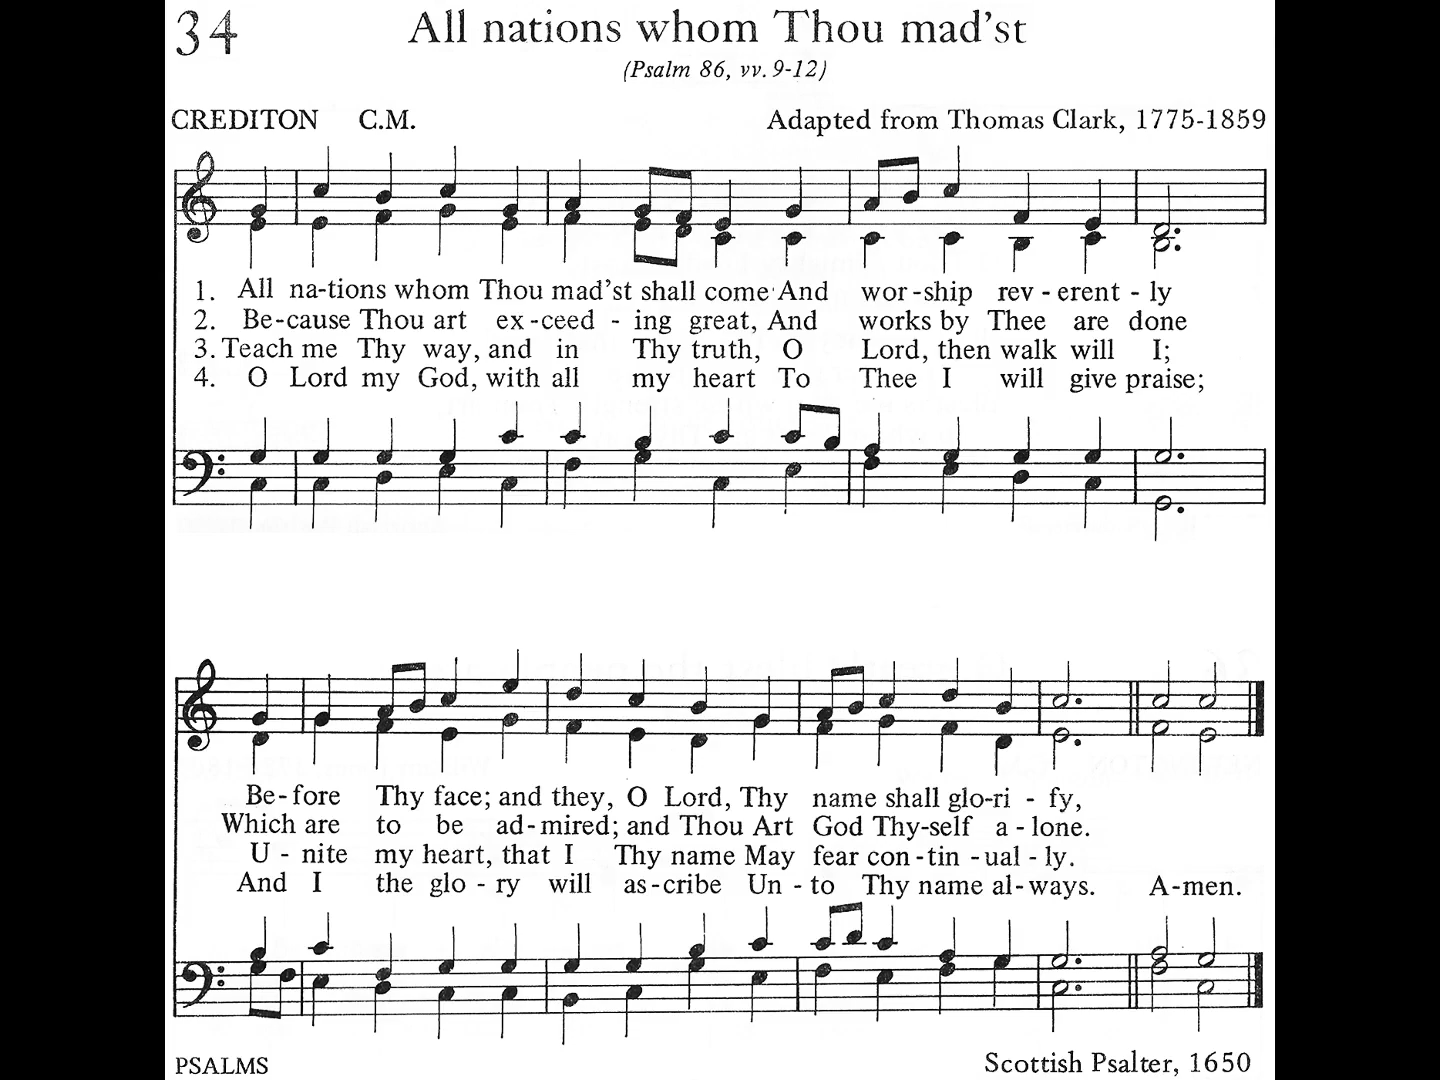 34
All nations whom Thou mad'st
(Psalm 86, vv. 9-12)
CREDITON C.M. Adapted from Thomas Clark, 1775-1859
1. All na-tions whom Thou mad'st shall come And wor-ship rev-erent-ly
2. Be-cause Thou art ex-ceed-ing great, And works by Thee are done
3. Teach me Thy way, and in Thy truth, O Lord, then walk will I;
4. O Lord my God, with all my heart To Thee I will give praise;
Be-fore Thy face; and they, O Lord, Thy name shall glo-ri-fy,
Which are to be ad-mired; and Thou Art God Thy-self a-lone.
U-nite my heart, that I Thy name May fear con-tin-ual-ly.
And I the glo-ry will as-cribe Un-to Thy name al-ways. A-men.
PSALMS Scottish Psalter, 1650